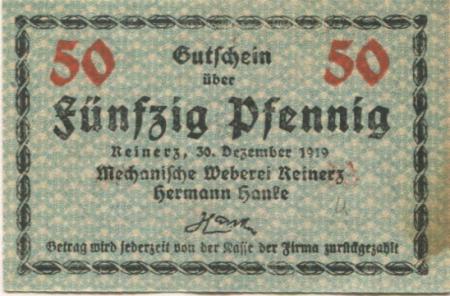 50 Gutschein 50
über
Fünfzig Pfennig
Reinerz, 30. Dezember 1919
Mechanische Weberei Reinerz
Hermann Hanke
Betrag wird jederzeit von der Kasse der Firma zurückgezahlt